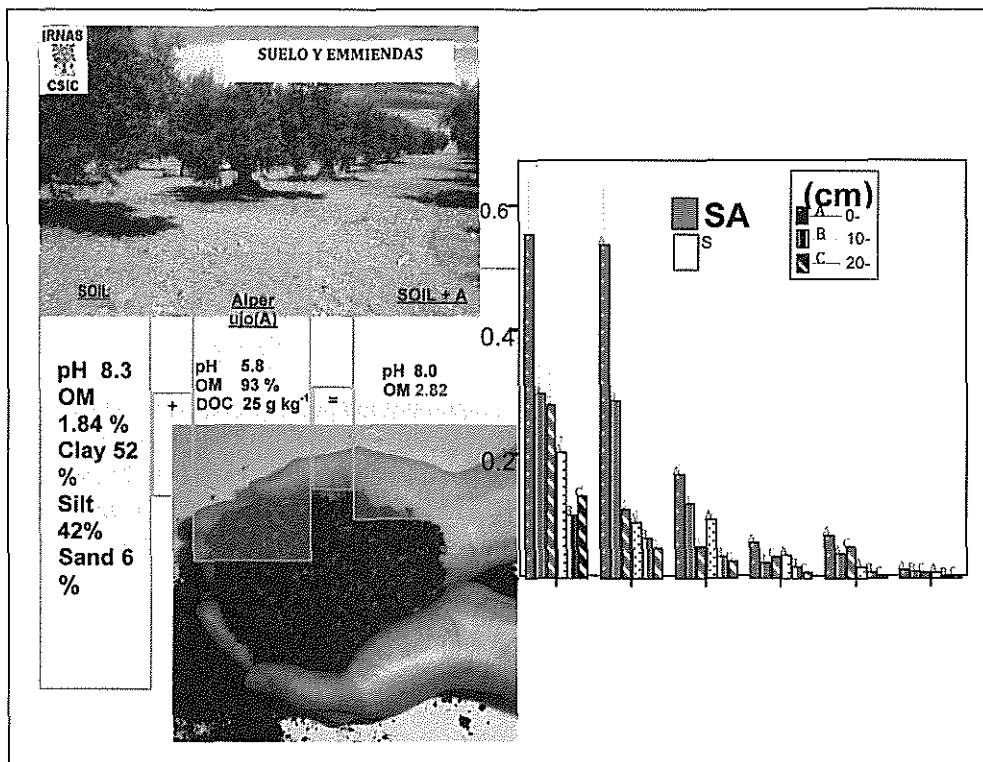 IRNAS
CSIC
SUELO Y EMMIENDAS
SOIL
SOIL + A
Alper
ujo(A)
pH 8.3
OM
1.84 %
Clay 52
%
Silt
42%
Sand 6
%
+
pH 5.8
OM 93 %
DOC 25 g kg⁻¹
=
pH 8.0
OM 2.82
0.6
0.4
0.2
SA
S
(cm)
A 0-
B 10-
C 20-